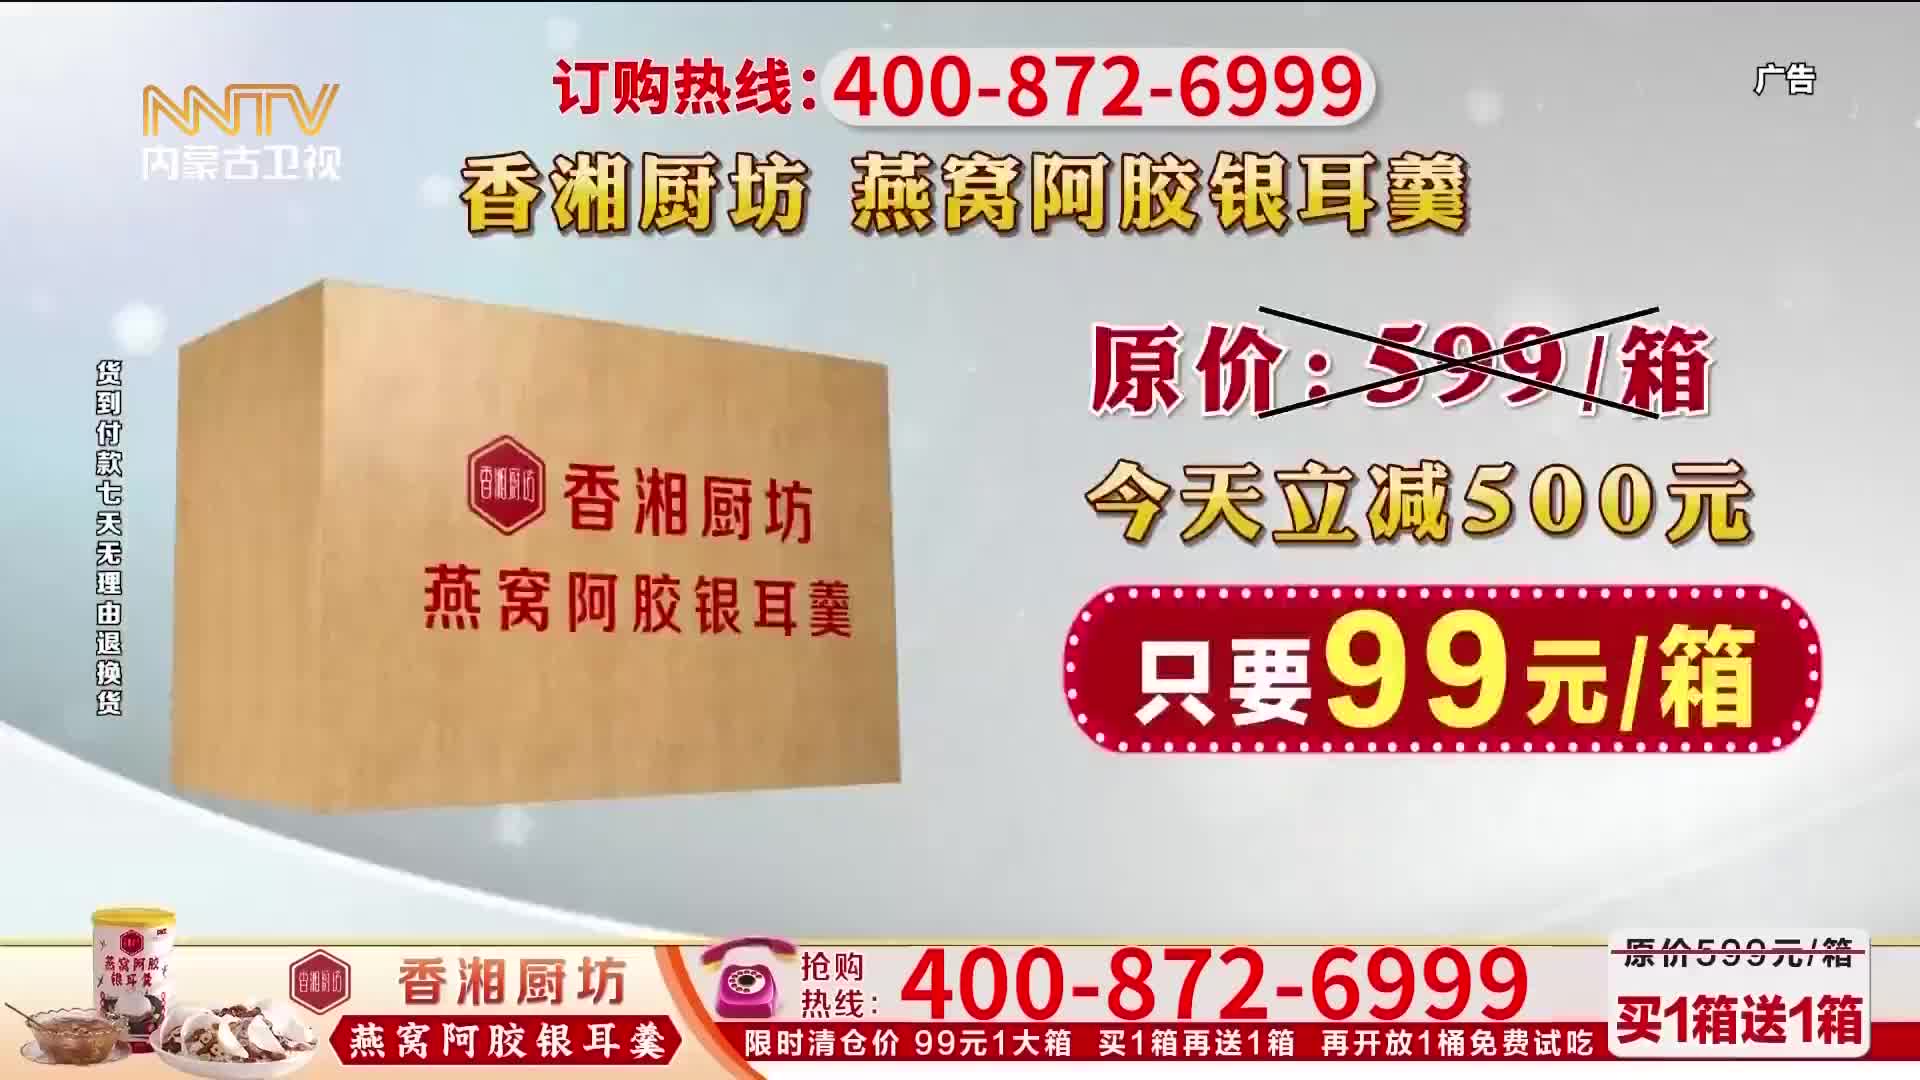 订购热线：400-872-6999
广告
NNTV
内蒙古卫视
香湘厨坊 燕窝阿胶银耳羹
货到付款七天无理由退换货
香湘厨坊
香湘厨坊
燕窝阿胶银耳羹
原价：599/箱
今天立减500元
只要99元/箱
燕窝阿胶
银耳羹
香湘厨坊
香湘厨坊
燕窝阿胶银耳羹
抢购
热线：
400-872-6999
限时清仓价 99元1大箱 买1箱再送1箱 再开放1桶免费试吃
原价599元/箱
买1箱送1箱